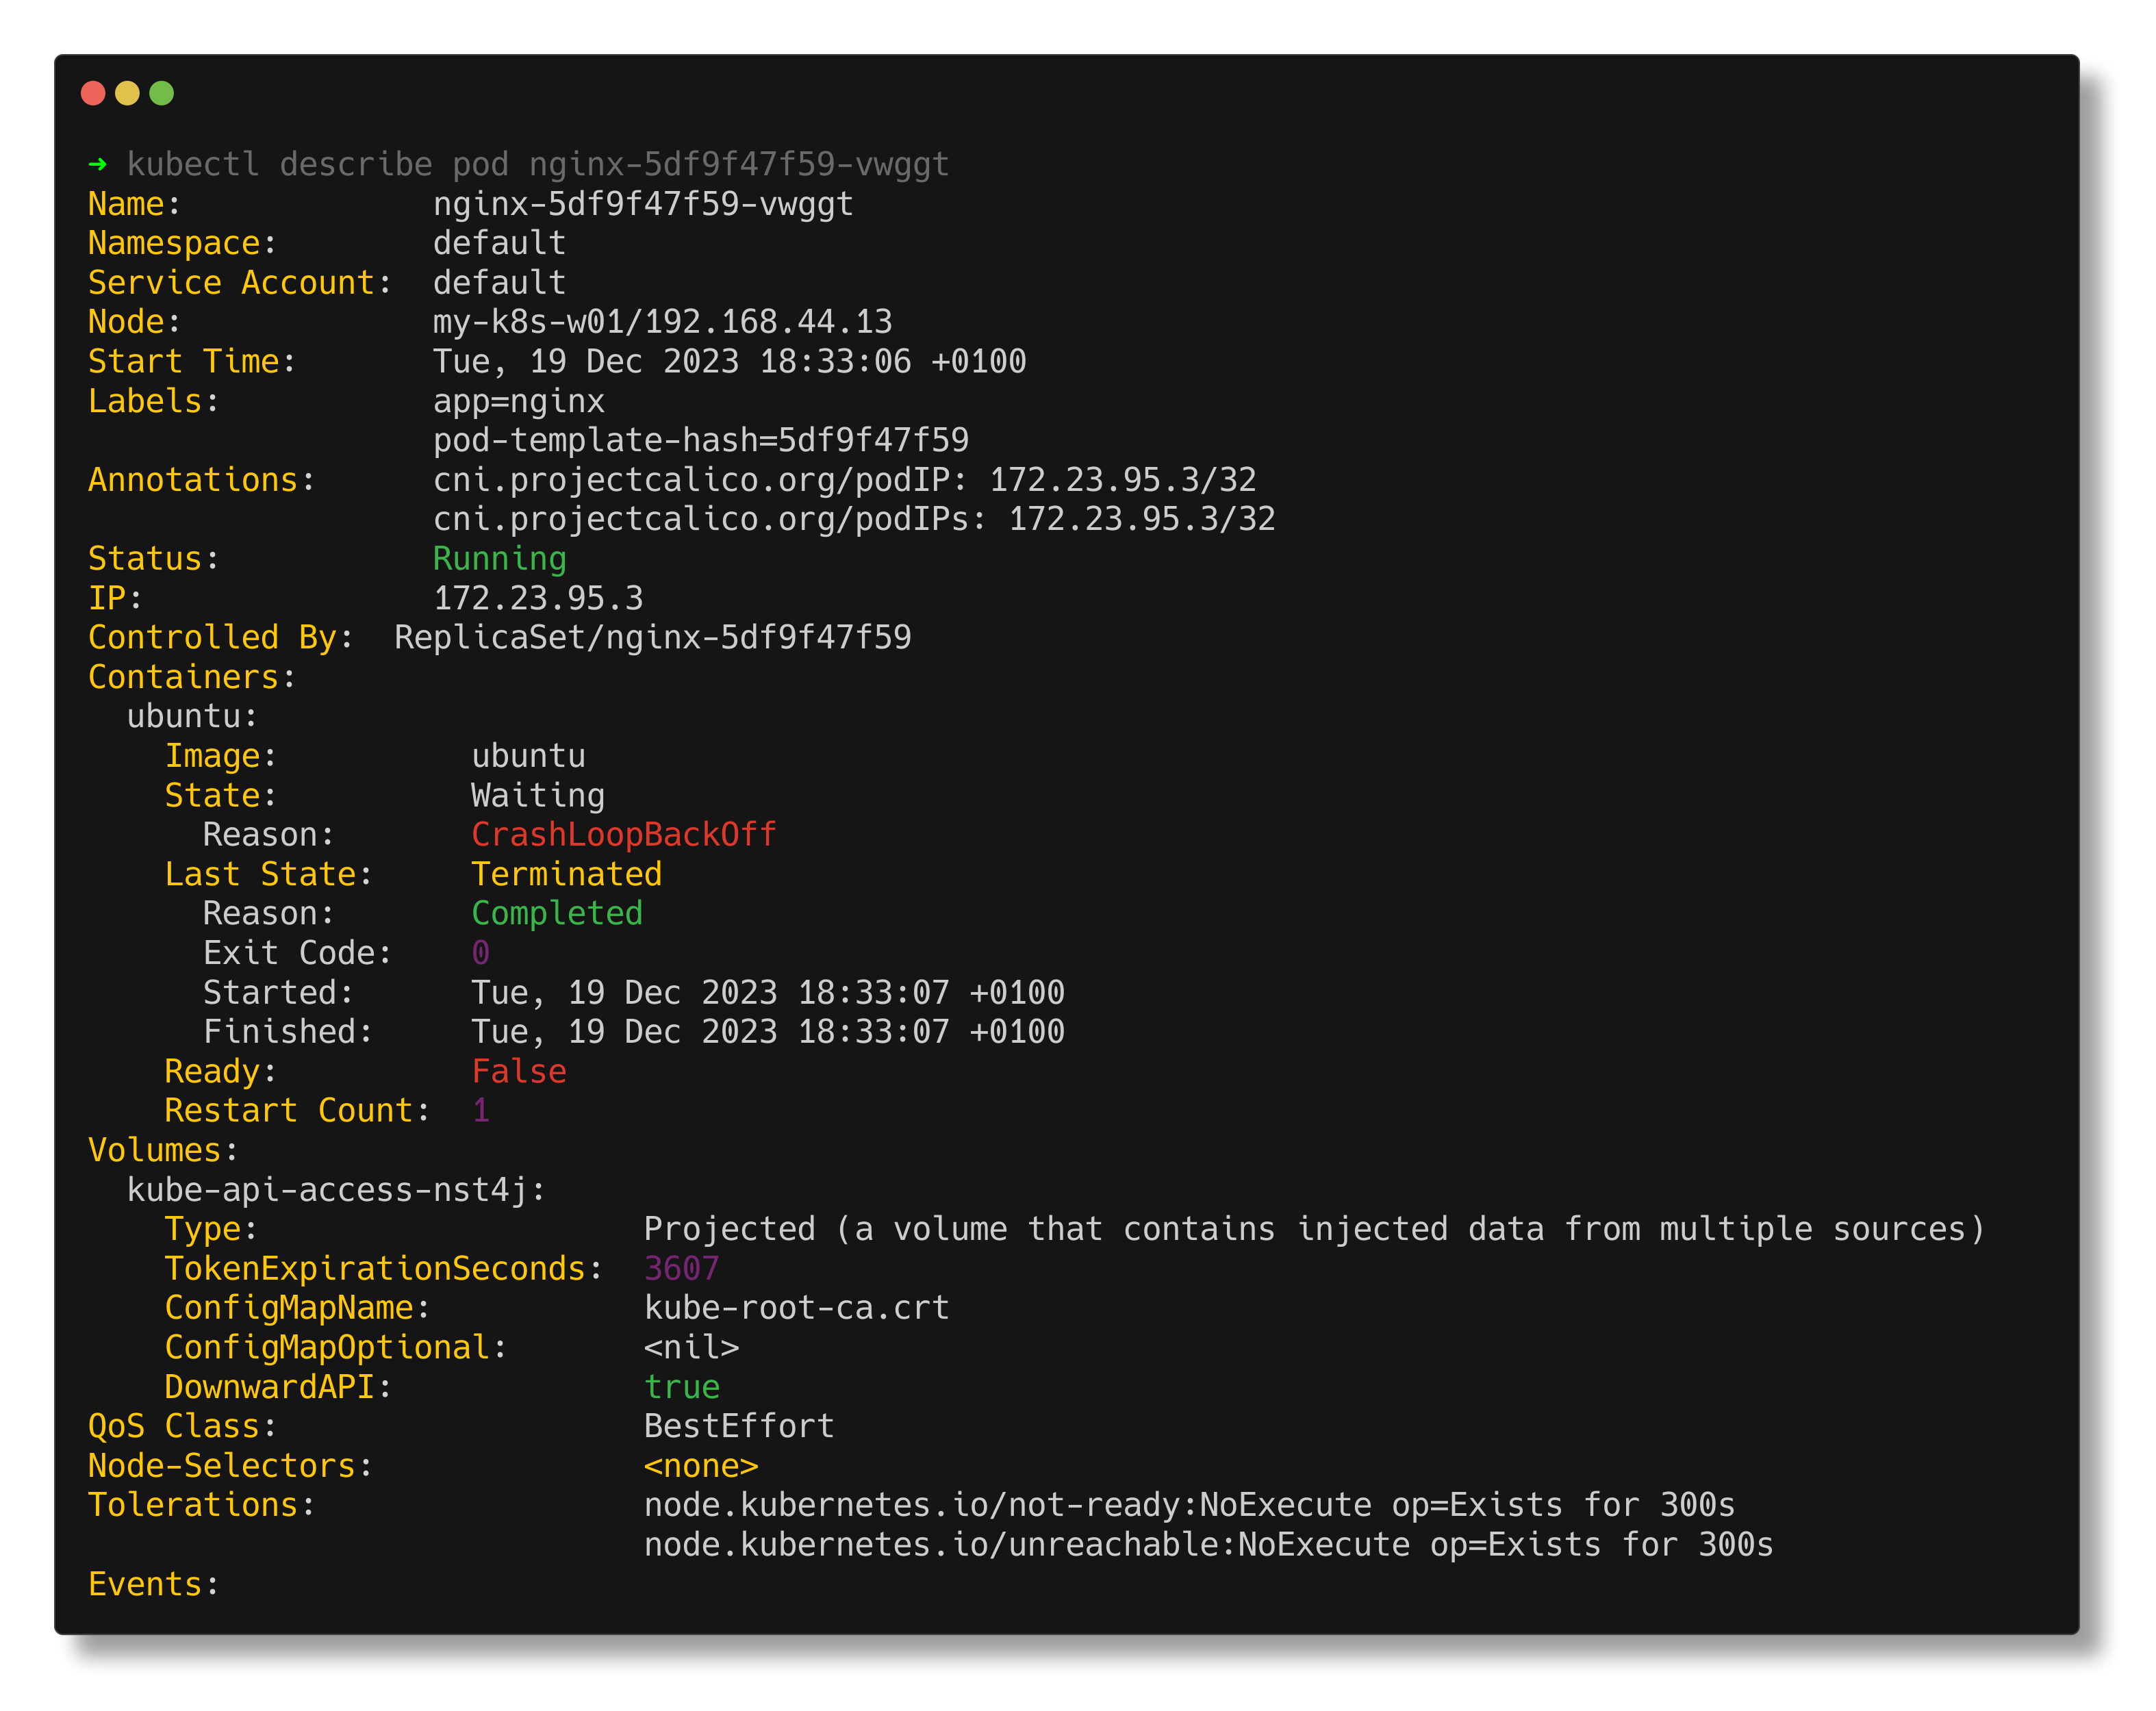 ➜ kubectl describe pod nginx-5df9f47f59-vwggt
Name:             nginx-5df9f47f59-vwggt
Namespace:        default
Service Account:  default
Node:             my-k8s-w01/192.168.44.13
Start Time:       Tue, 19 Dec 2023 18:33:06 +0100
Labels:           app=nginx
                  pod-template-hash=5df9f47f59
Annotations:      cni.projectcalico.org/podIP: 172.23.95.3/32
                  cni.projectcalico.org/podIPs: 172.23.95.3/32
Status:           Running
IP:               172.23.95.3
Controlled By:  ReplicaSet/nginx-5df9f47f59
Containers:
  ubuntu:
    Image:          ubuntu
    State:          Waiting
      Reason:       CrashLoopBackOff
    Last State:     Terminated
      Reason:       Completed
      Exit Code:    0
      Started:      Tue, 19 Dec 2023 18:33:07 +0100
      Finished:     Tue, 19 Dec 2023 18:33:07 +0100
    Ready:          False
    Restart Count:  1
Volumes:
  kube-api-access-nst4j:
    Type:                    Projected (a volume that contains injected data from multiple sources)
    TokenExpirationSeconds:  3607
    ConfigMapName:           kube-root-ca.crt
    ConfigMapOptional:       <nil>
    DownwardAPI:             true
QoS Class:                   BestEffort
Node-Selectors:              <none>
Tolerations:                 node.kubernetes.io/not-ready:NoExecute op=Exists for 300s
                             node.kubernetes.io/unreachable:NoExecute op=Exists for 300s
Events: